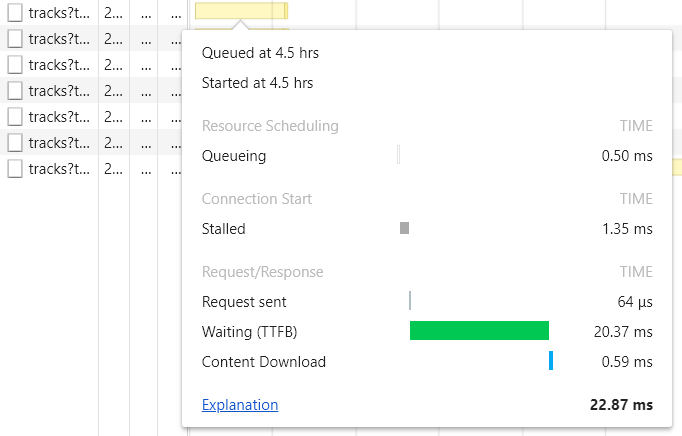 tracks?t... 2... ... ...
tracks?t... 2... ... ...
tracks?t... 2... ... ...
tracks?t... 2... ... ...
tracks?t... 2... ... ...
tracks?t... 2... ... ...
tracks?t... 2... ... ...
Queued at 4.5 hrs
Started at 4.5 hrs
Resource Scheduling TIME
Queueing 0.50 ms
Connection Start TIME
Stalled 1.35 ms
Request/Response TIME
Request sent 64 μs
Waiting (TTFB) 20.37 ms
Content Download 0.59 ms
Explanation 22.87 ms